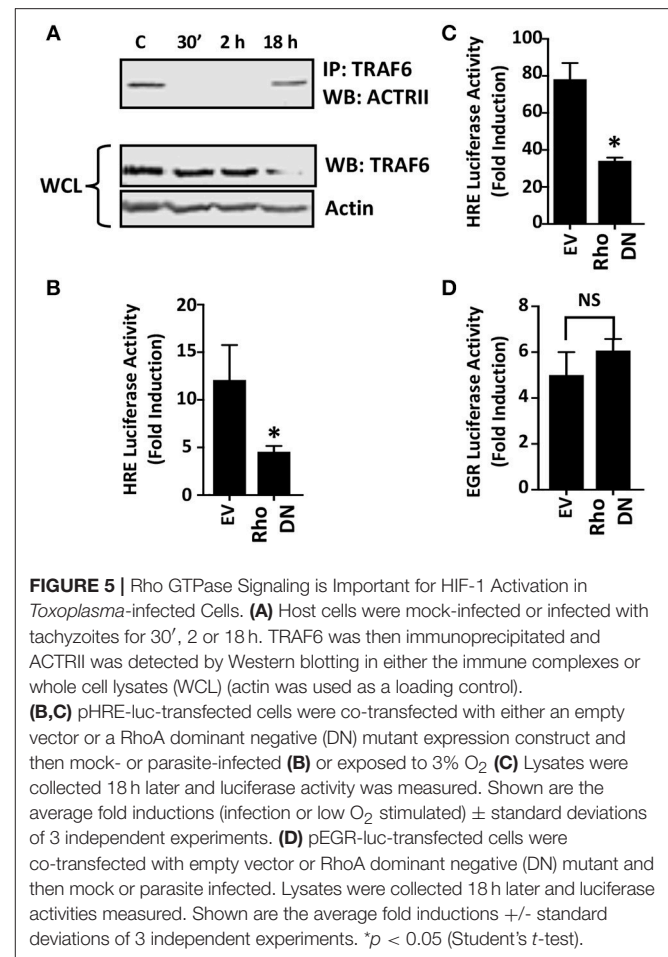 A
C 30′ 2 h 18 h
IP: TRAF6
WB: ACTRII
WCL
WB: TRAF6
Actin
B
HRE Luciferase Activity
(Fold Induction)
20
15
10
5
0
*
EV
Rho
DN
C
HRE Luciferase Activity
(Fold Induction)
80
60
40
20
0
*
EV
Rho
DN
D
EGR Luciferase Activity
(Fold Induction)
8
6
4
2
0
NS
EV
Rho
DN
FIGURE 5 | Rho GTPase Signaling is Important for HIF-1 Activation in
Toxoplasma-infected Cells. (A) Host cells were mock-infected or infected with
tachyzoites for 30′, 2 or 18 h. TRAF6 was then immunoprecipitated and
ACTRII was detected by Western blotting in either the immune complexes or
whole cell lysates (WCL) (actin was used as a loading control).
(B,C) pHRE-luc-transfected cells were co-transfected with either an empty
vector or a RhoA dominant negative (DN) mutant expression construct and
then mock- or parasite-infected (B) or exposed to 3% O₂ (C) Lysates were
collected 18 h later and luciferase activity was measured. Shown are the
average fold inductions (infection or low O₂ stimulated) ± standard deviations
of 3 independent experiments. (D) pEGR-luc-transfected cells were
co-transfected with empty vector or RhoA dominant negative (DN) mutant and
then mock or parasite infected. Lysates were collected 18 h later and luciferase
activities measured. Shown are the average fold inductions +/- standard
deviations of 3 independent experiments. *p < 0.05 (Student's t-test).